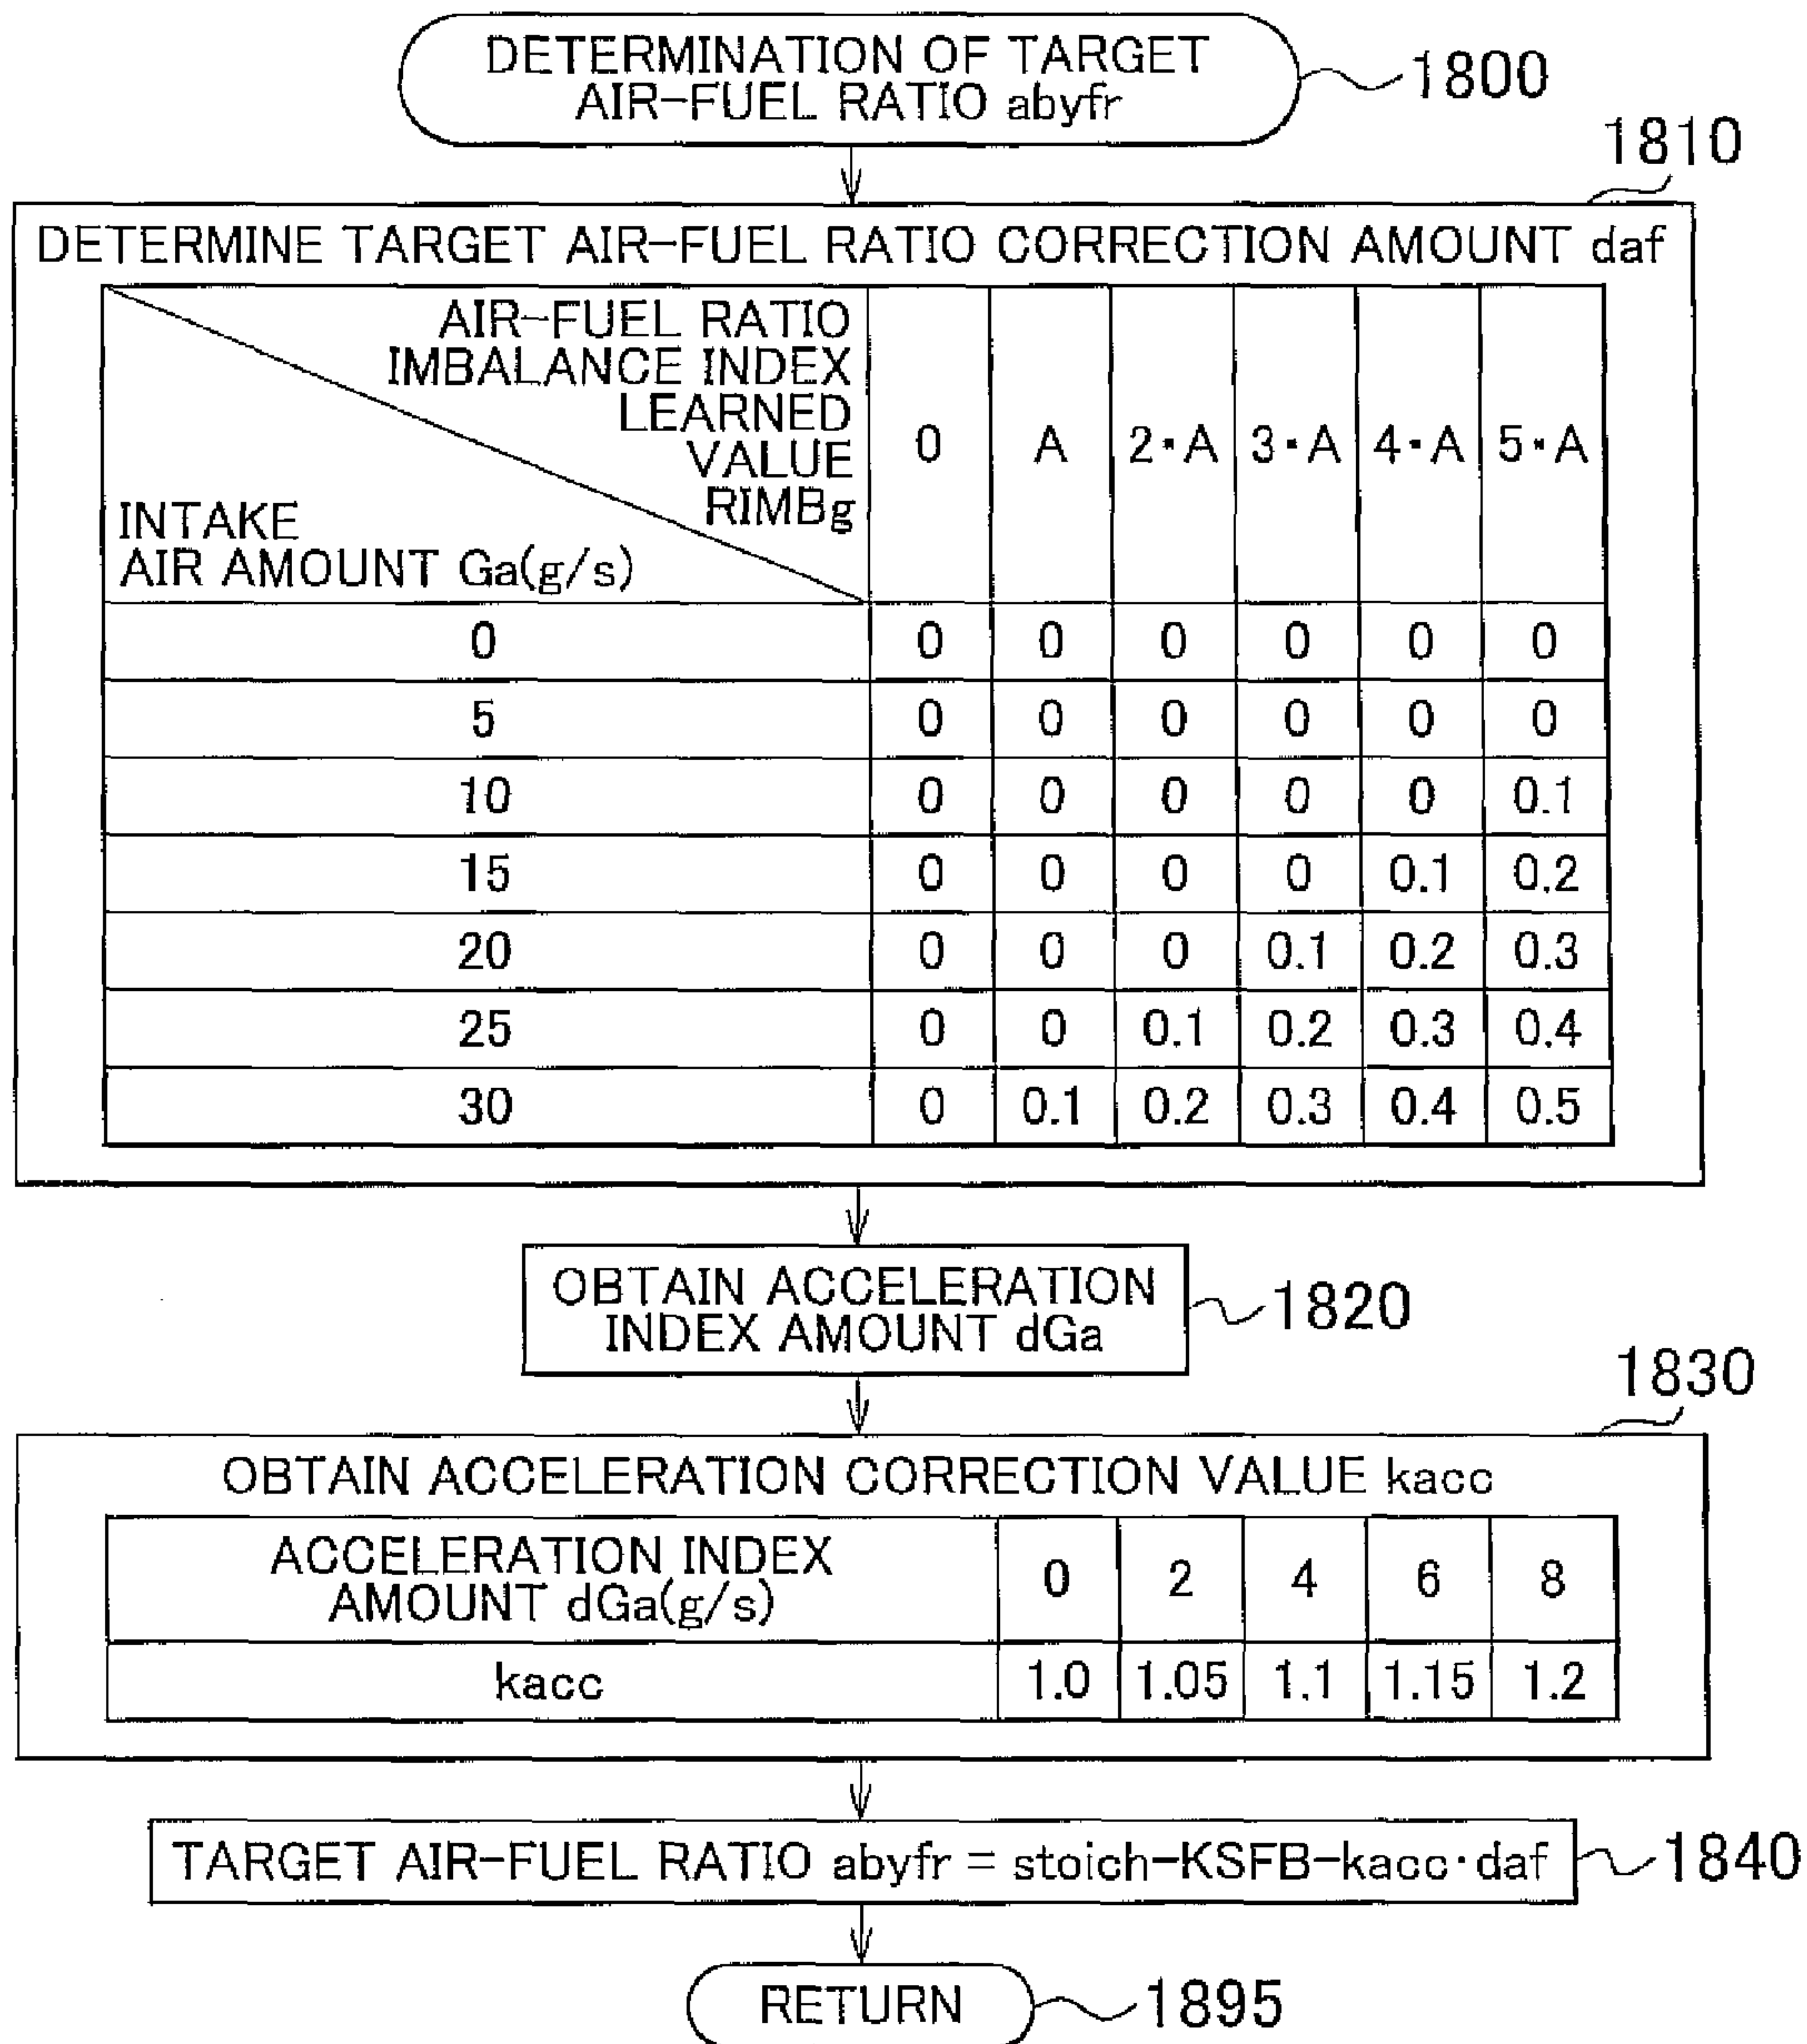 DETERMINATION OF TARGET
AIR-FUEL RATIO abyfr
1800
1810
DETERMINE TARGET AIR-FUEL RATIO CORRECTION AMOUNT daf
AIR-FUEL RATIO
IMBALANCE INDEX
LEARNED
VALUE
RIMBg
INTAKE
AIR AMOUNT Ga(g/s)
0 A 2·A 3·A 4·A 5·A
0 0 0 0 0 0 0
5 0 0 0 0 0 0
10 0 0 0 0 0 0.1
15 0 0 0 0 0.1 0.2
20 0 0 0 0.1 0.2 0.3
25 0 0 0.1 0.2 0.3 0.4
30 0 0.1 0.2 0.3 0.4 0.5
OBTAIN ACCELERATION
INDEX AMOUNT dGa
1820
1830
OBTAIN ACCELERATION CORRECTION VALUE kacc
ACCELERATION INDEX
AMOUNT dGa(g/s)
0 2 4 6 8
kacc 1.0 1.05 1.1 1.15 1.2
TARGET AIR-FUEL RATIO abyfr = stoich-KSFB-kacc·daf
1840
RETURN
1895